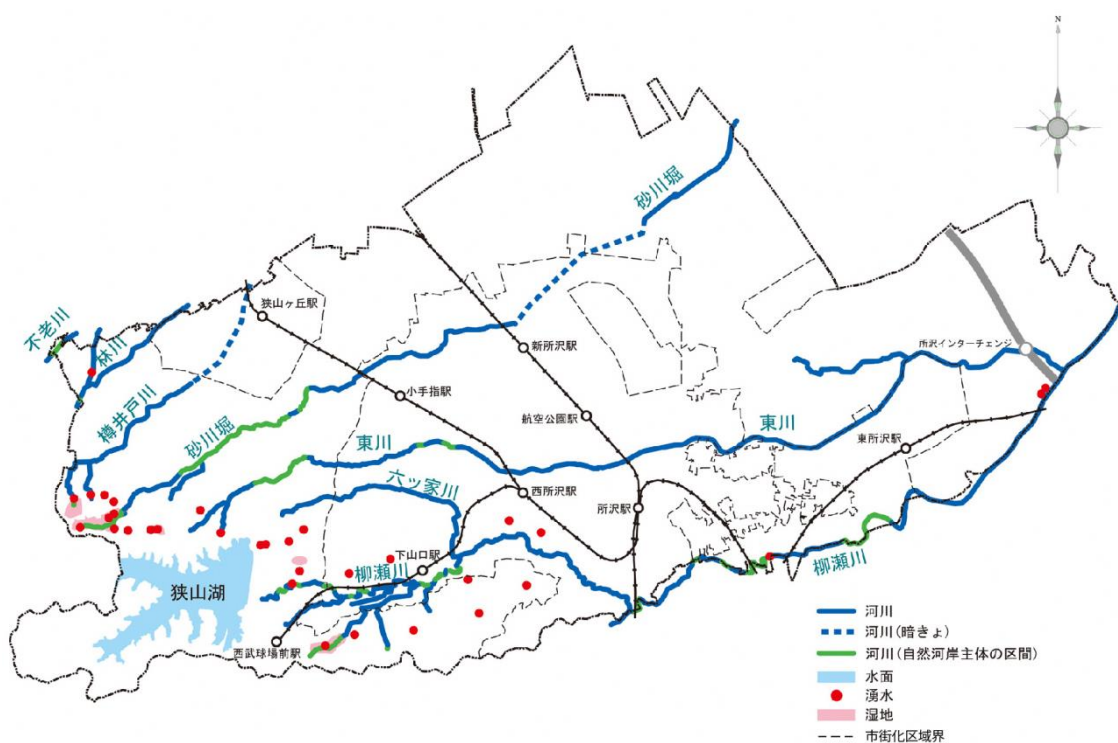 N
砂川堀
狭山ヶ丘駅
不老川
林川
新所沢駅
所沢インターチェンジ
小手指駅
樽井戸川
航空公園駅
砂川堀
東川
東川
東所沢駅
六ッ家川
西所沢駅
所沢駅
下山口駅
柳瀬川
柳瀬川
狭山湖
西武球場前駅
河川
河川(暗きょ)
河川(自然河岸主体の区間)
水面
湧水
湿地
市街化区域界